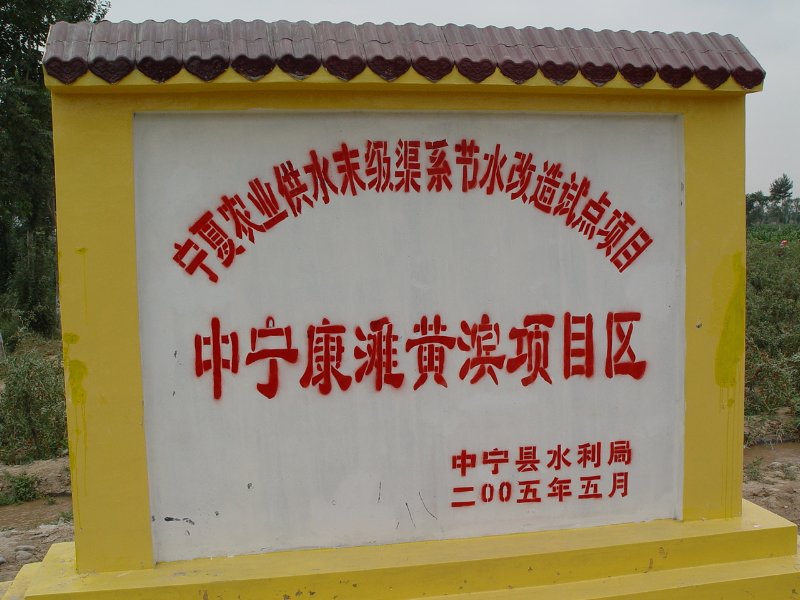 宁夏农业供水末级渠系节水改造试点项目
中宁康滩黄滨项目区
中宁县水利局
二00五年五月